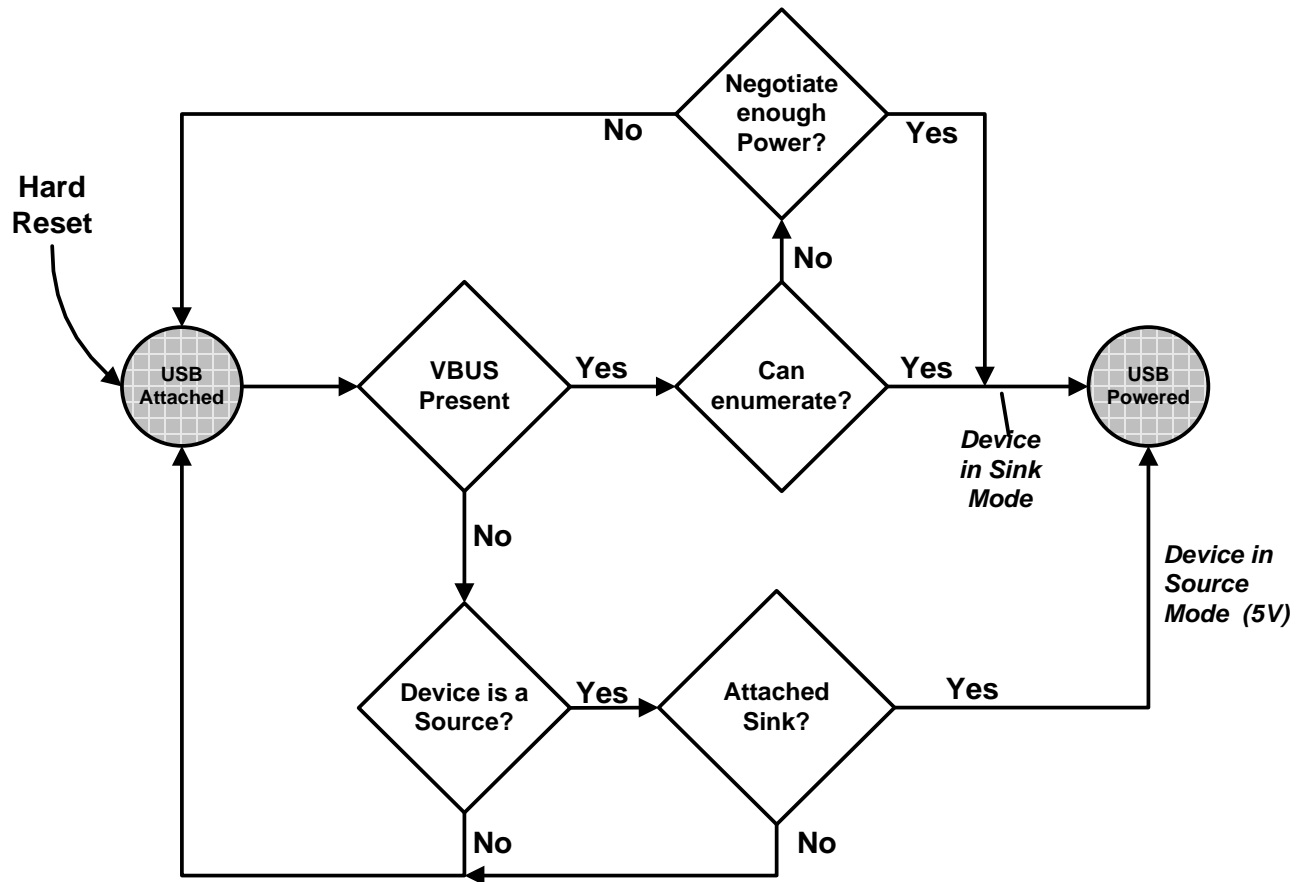 Negotiate
enough
Power?
No
Yes
Hard
Reset
No
USB
Attached
VBUS
Present
Yes
Can
enumerate?
Yes
USB
Powered
Device
in Sink
Mode
No
Device in
Source
Mode (5V)
Device is a
Source?
Yes
Attached
Sink?
Yes
No
No